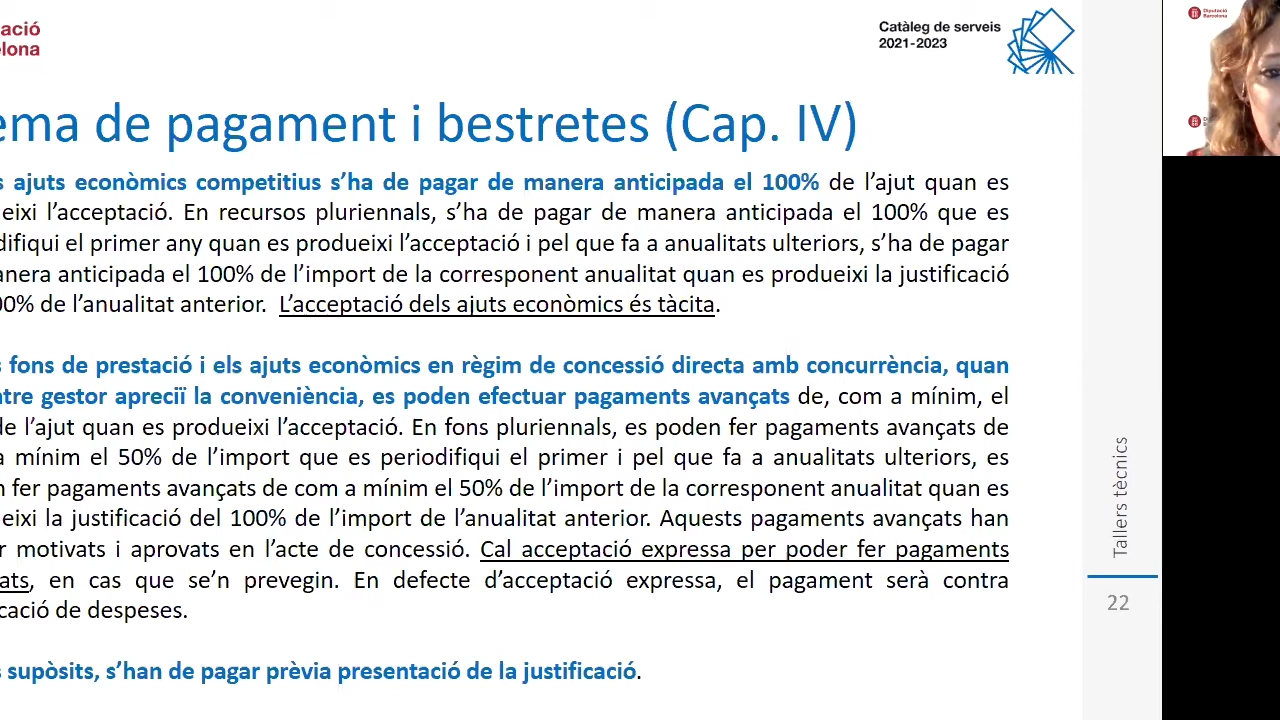 ació
elona
Catàleg de serveis
2021-2023
Diputació
Barcelona
ema de pagament i bestretes (Cap. IV)
s ajuts econòmics competitius s’ha de pagar de manera anticipada el 100% de l’ajut quan es
eixi l’acceptació. En recursos pluriennals, s’ha de pagar de manera anticipada el 100% que es
difiqui el primer any quan es produeixi l’acceptació i pel que fa a anualitats ulteriors, s’ha de pagar
anera anticipada el 100% de l’import de la corresponent anualitat quan es produeixi la justificació
00% de l’anualitat anterior. L’acceptació dels ajuts econòmics és tàcita.
s fons de prestació i els ajuts econòmics en règim de concessió directa amb concurrència, quan
ntre gestor apreciï la conveniència, es poden efectuar pagaments avançats de, com a mínim, el
de l’ajut quan es produeixi l’acceptació. En fons pluriennals, es poden fer pagaments avançats de
a mínim el 50% de l’import que es periodifiqui el primer i pel que fa a anualitats ulteriors, es
n fer pagaments avançats de com a mínim el 50% de l’import de la corresponent anualitat quan es
eixi la justificació del 100% de l’import de l’anualitat anterior. Aquests pagaments avançats han
r motivats i aprovats en l’acte de concessió. Cal acceptació expressa per poder fer pagaments
ats, en cas que se’n prevegin. En defecte d’acceptació expressa, el pagament serà contra
cació de despeses.
s supòsits, s’han de pagar prèvia presentació de la justificació.
Tallers tècnics
22